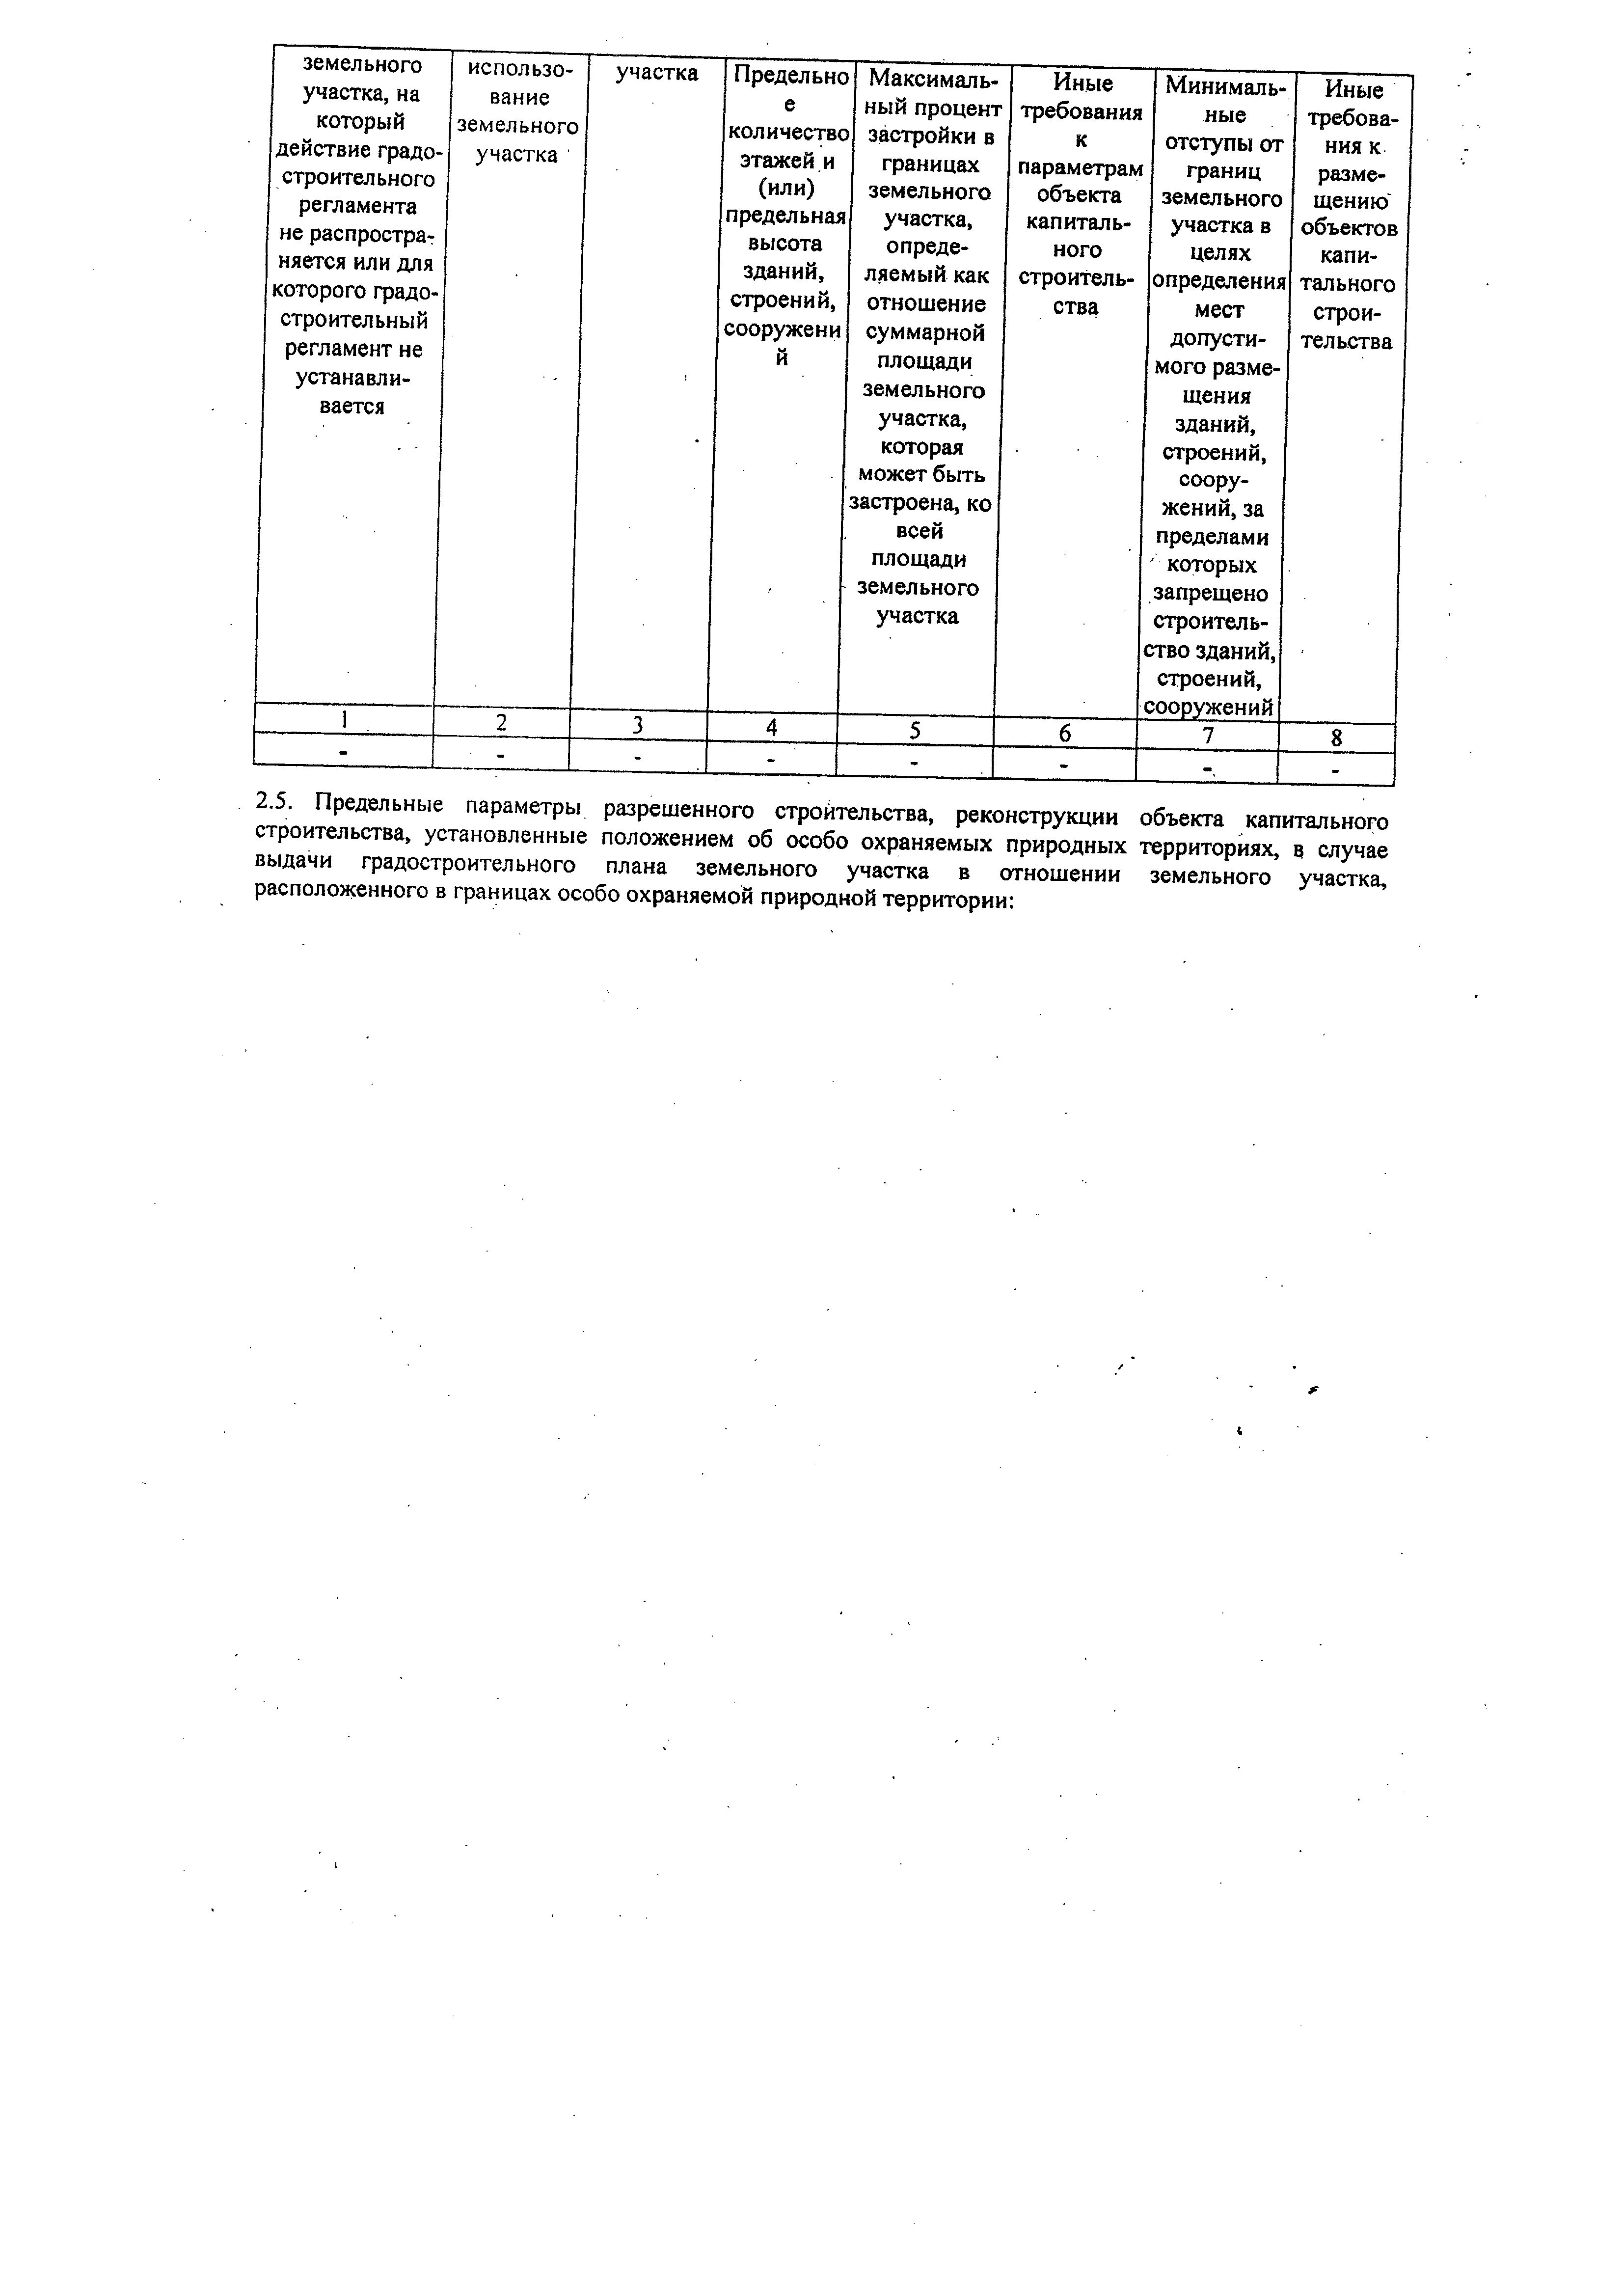 земельного
участка, на
который
действие градо-
строительного
регламента
не распростра-
няется или для
которого градо-
строительный
регламент не
устанавли-
вается
использо-
вание
земельного
участка
участка
Предельно
е
количество
этажей и
(или)
предельная
высота
зданий,
строений,
сооружени
й
Максималь-
ный процент
застройки в
границах
земельного
участка,
опреде-
ляемый как
отношение
суммарной
площади
земельного
участка,
которая
может быть
застроена, ко
всей
площади
земельного
участка
Иные
требования
к
параметрам
объекта
капиталь-
ного
строитель-
ства
Минималь-
ные
отступы от
границ
земельного
участка в
целях
определения
мест
допусти-
мого разме-
щения
зданий,
строений,
соору-
жений, за
пределами
которых
запрещено
строитель-
ство зданий,
строений,
сооружений
Иные
требова-
ния к
разме-
щению
объектов
капи-
тального
строи-
тельства
1 2 3 4 5 6 7 8
- - - - - - - -
2.5. Предельные параметры разрешенного строительства, реконструкции объекта капитального
строительства, установленные положением об особо охраняемых природных территориях, в случае
выдачи градостроительного плана земельного участка в отношении земельного участка,
расположенного в границах особо охраняемой природной территории: